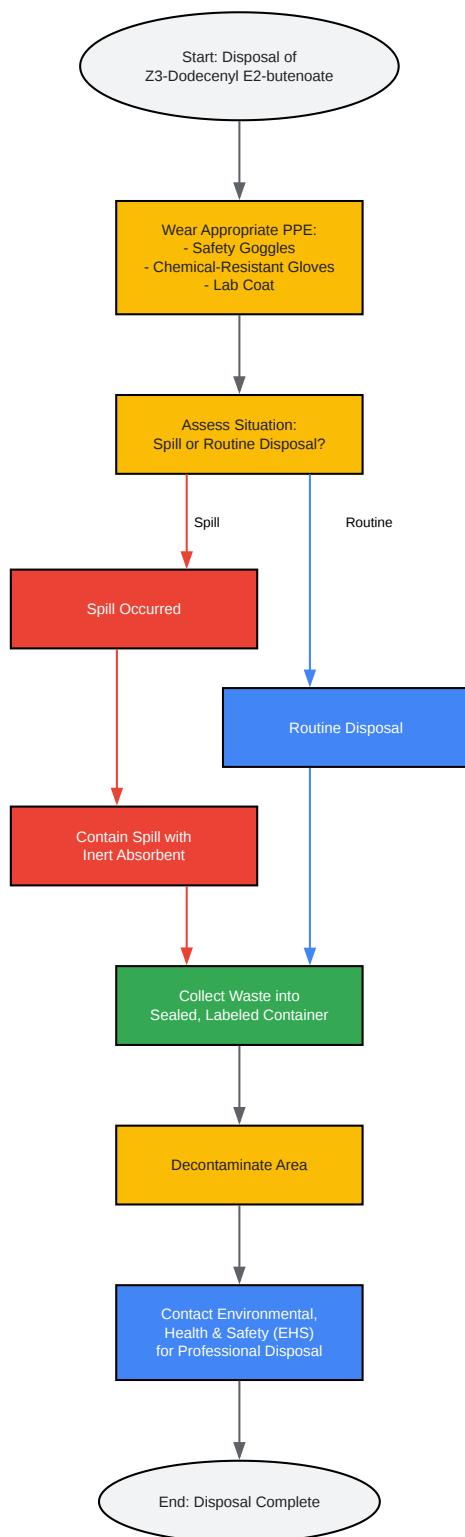 Start: Disposal of
Z3-Dodecenyl E2-butenoate
Wear Appropriate PPE:
- Safety Goggles
- Chemical-Resistant Gloves
- Lab Coat
Assess Situation:
Spill or Routine Disposal?
Spill
Routine
Spill Occurred
Routine Disposal
Contain Spill with
Inert Absorbent
Collect Waste into
Sealed, Labeled Container
Decontaminate Area
Contact Environmental,
Health & Safety (EHS)
for Professional Disposal
End: Disposal Complete